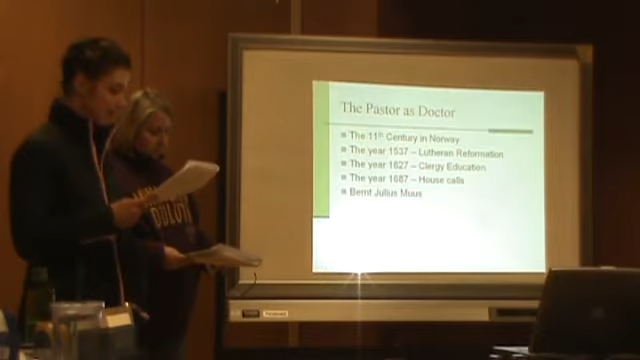 The Pastor as Doctor
The 11th Century in Norway
The year 1537 – Lutheran Reformation
The year 1627 – Clergy Education
The year 1687 – House calls
Bernt Julius Muus